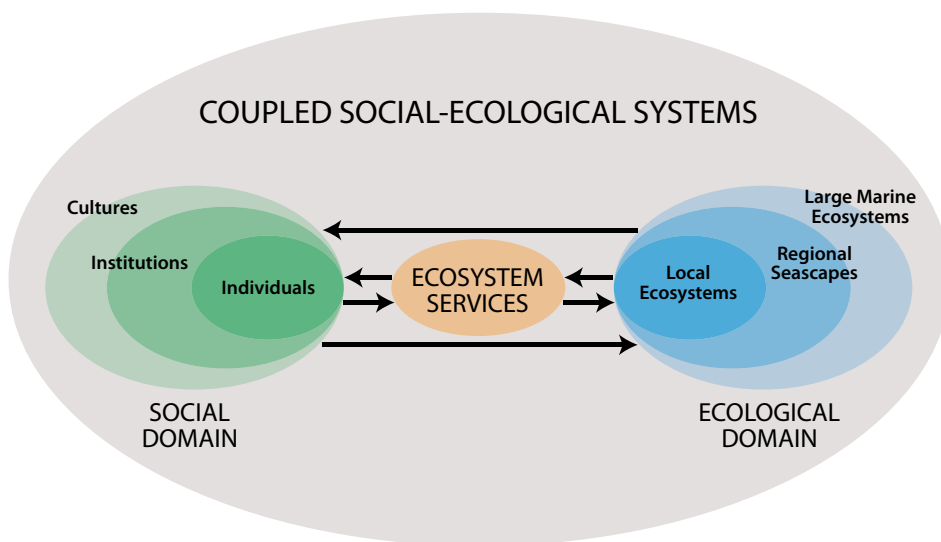 COUPLED SOCIAL-ECOLOGICAL SYSTEMS
Cultures
Institutions
Individuals
ECOSYSTEM
SERVICES
Local
Ecosystems
Regional
Seascapes
Large Marine
Ecosystems
SOCIAL
DOMAIN
ECOLOGICAL
DOMAIN